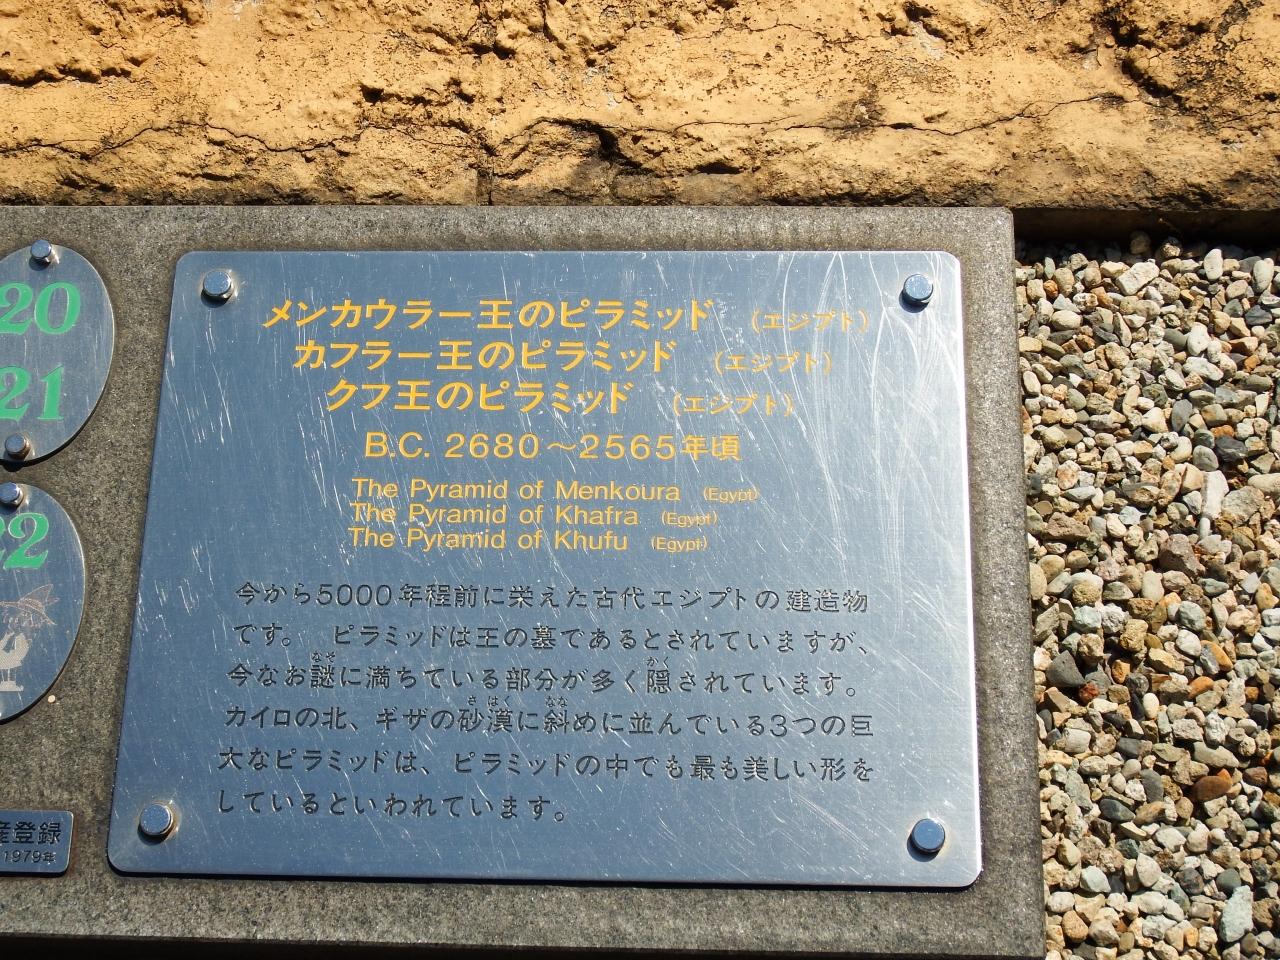 20
21
22
産登録
1979年
メンカウラー王のピラミッド (エジプト)
カフラー王のピラミッド (エジプト)
クフ王のピラミッド (エジプト)
B.C. 2680～2565年頃
The Pyramid of Menkoura (Egypt)
The Pyramid of Khafra (Egypt)
The Pyramid of Khufu (Egypt)
今から5000年程前に栄えた古代エジプトの建造物
です。 ピラミッドは王の墓であるとされていますが、
なぞ かく
今なお謎に満ちている部分が多く隠されています。
さ ばく なな
カイロの北、ギザの砂漠に斜めに並んでいる3つの巨
大なピラミッドは、ピラミッドの中でも最も美しい形を
しているといわれています。